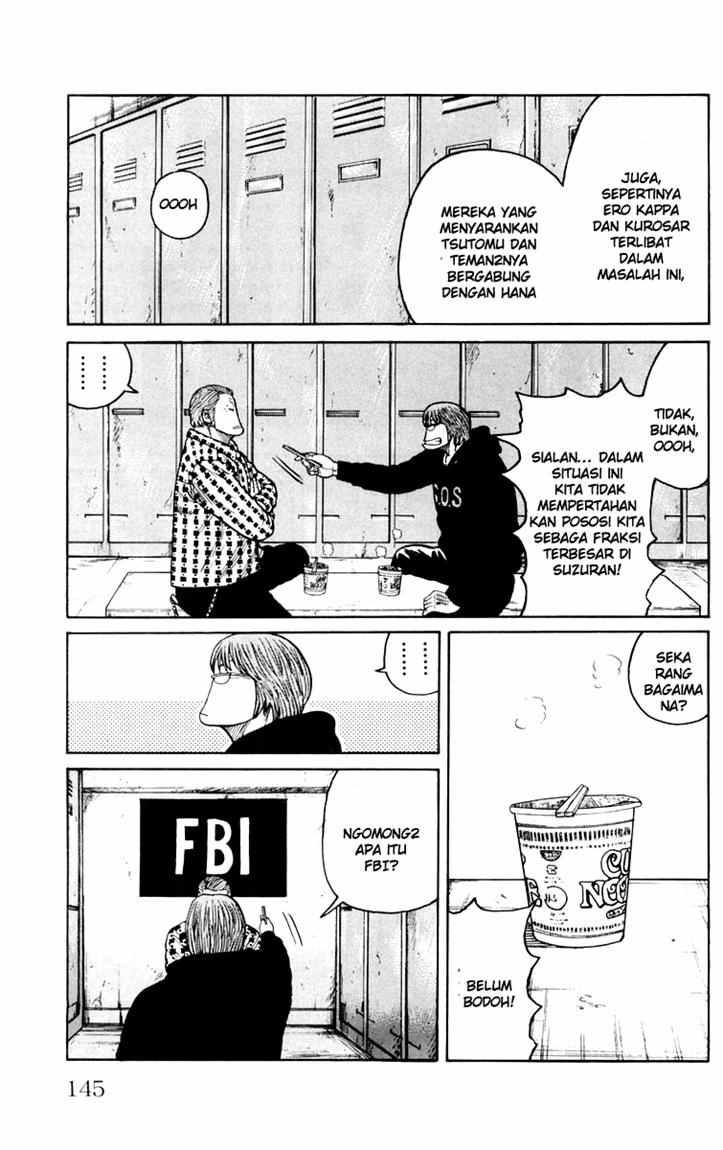 JUGA,
SEPERTINYA
ERO KAPPA
DAN KUROSAR
TERLIBAT
DALAM
MASALAH INI,
MEREKA YANG
MENYARANKAN
TSUTOMU DAN
TEMAN2NYA
BERGABUNG
DENGAN HANA
OOOH
TIDAK,
BUKAN,
OOOH,
SIALAN... DALAM
SITUASI INI
KITA TIDAK
MEMPERTAHAN
KAN POSOSI KITA
SEBAGA FRAKSI
TERBESAR DI
SUZURAN!
C.O.S
......
SEKA
RANG
BAGAIMA
NA?
CUP
NOO
BELUM
BODOH!
......
NGOMONG2
APA ITU
FBI?
FBI
145